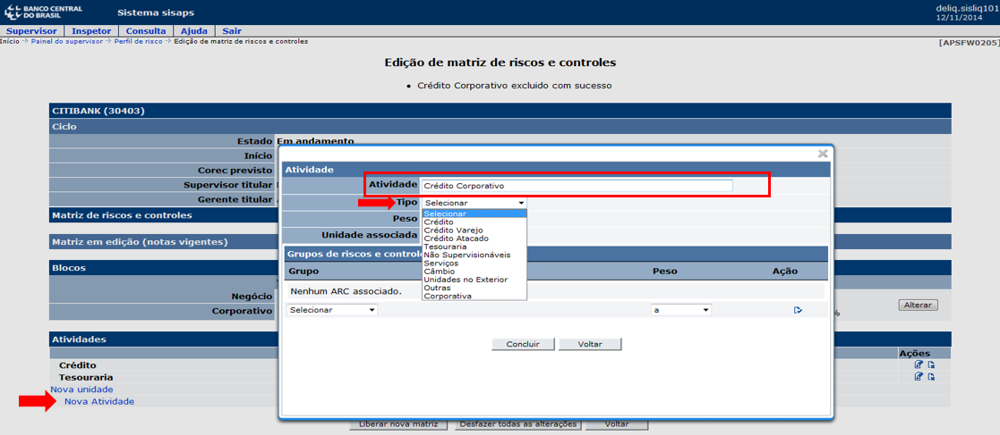 BANCO CENTRAL
DO BRASIL
Sistema sisaps
deliq.sisliq101
12/11/2014
Supervisor Inspetor Consulta Ajuda Sair
Início -> Painel do supervisor -> Perfil de risco -> Edição de matriz de riscos e controles
[APSFW0205]
Edição de matriz de riscos e controles
• Crédito Corporativo excluido com sucesso
CITIBANK (30403)
Ciclo
Estado Em andamento
Início
Corec previsto
Supervisor titular
Gerente titular
Matriz de riscos e controles
Matriz em edição (notas vigentes)
Blocos
Negócio
Corporativo
%
Alterar
Atividade
Atividade Crédito Corporativo
Tipo Selecionar
Selecionar
Crédito
Crédito Varejo
Crédito Atacado
Tesouraria
Não Supervisionáveis
Serviços
Câmbio
Unidades no Exterior
Outras
Corporativa
Peso
Unidade associada
Grupos de riscos e control
Grupo Peso Ação
Nenhum ARC associado.
Selecionar a
Concluir Voltar
Atividades
Ações
Crédito
Tesouraria
Nova unidade
Nova Atividade
Liberar nova matriz Desfazer todas as alterações Voltar